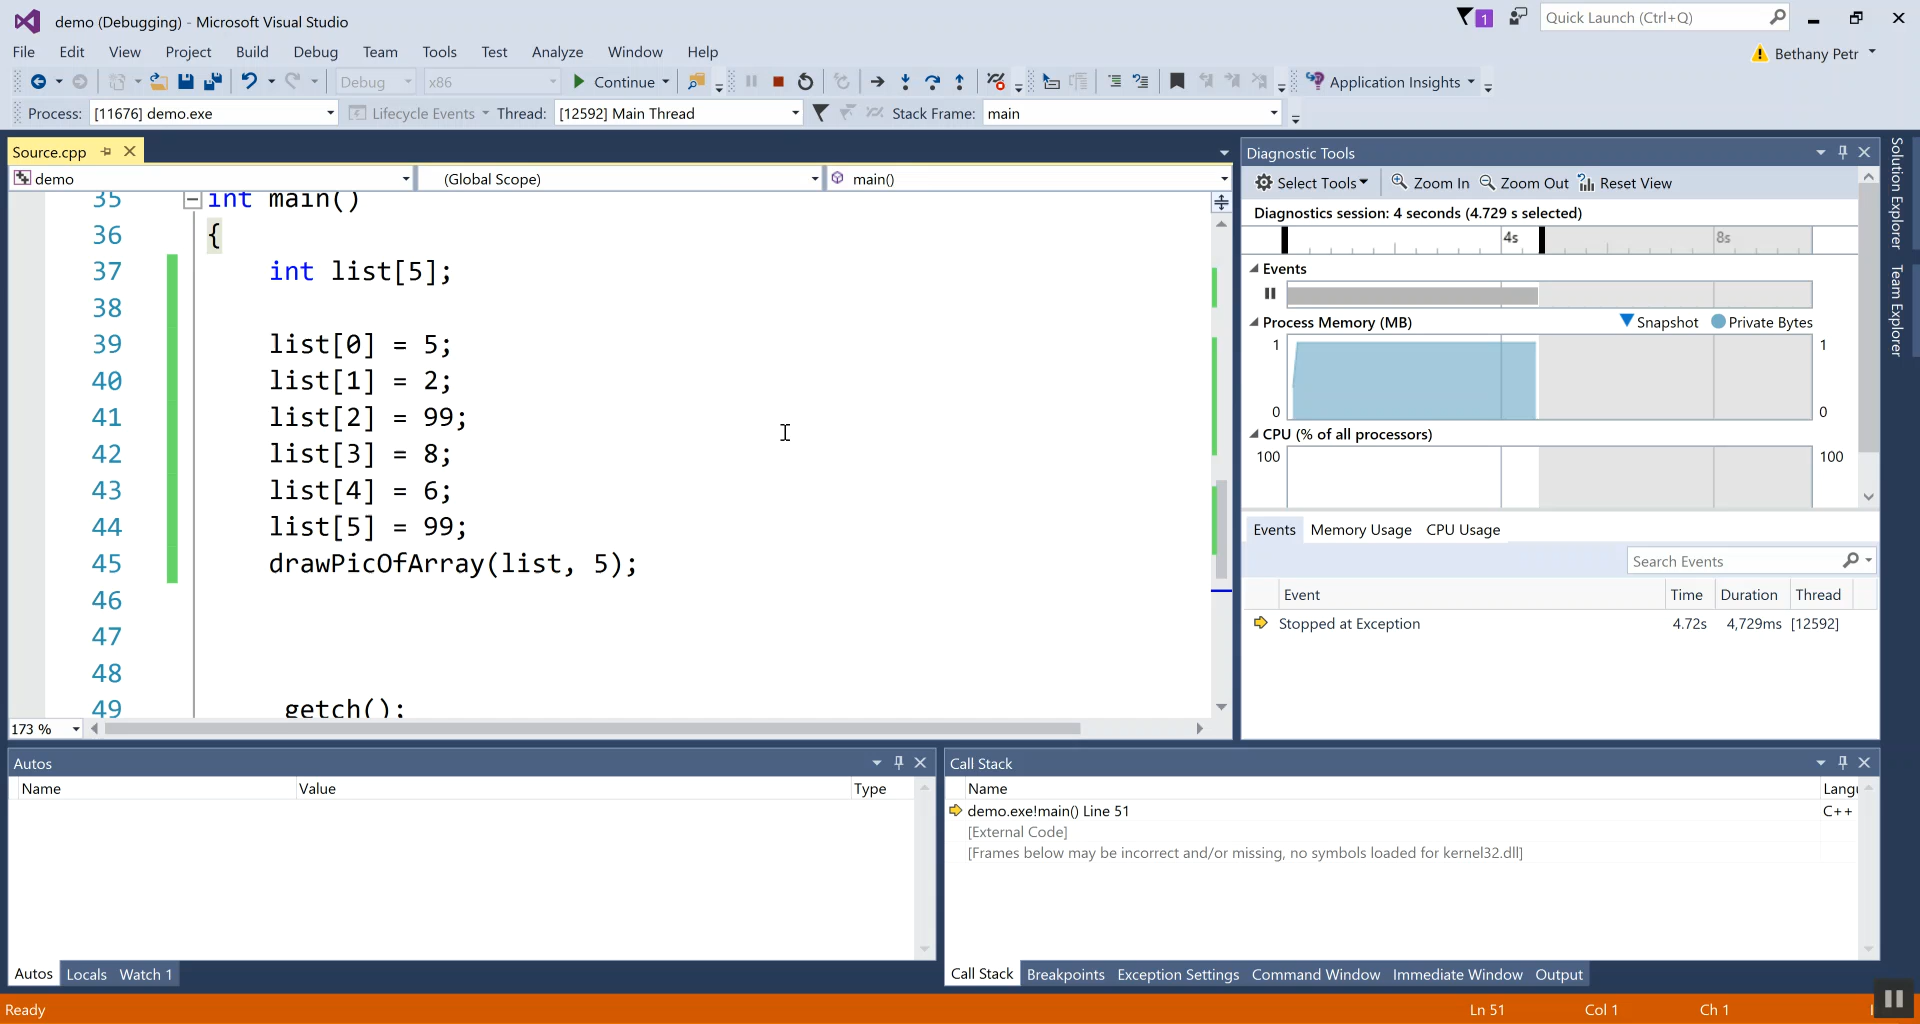 demo (Debugging) - Microsoft Visual Studio
1
Quick Launch (Ctrl+Q)
File Edit View Project Build Debug Team Tools Test Analyze Window Help
Bethany Petr
Debug x86 Continue Application Insights
Process: [11676] demo.exe Lifecycle Events Thread: [12592] Main Thread Stack Frame: main
Source.cpp
demo (Global Scope) main()
35 int main()
36 {
37 int list[5];
38
39 list[0] = 5;
40 list[1] = 2;
41 list[2] = 99;
42 list[3] = 8;
43 list[4] = 6;
44 list[5] = 99;
45 drawPicOfArray(list, 5);
46
47
48
49 getch();
173 %
Diagnostic Tools
Select Tools Zoom In Zoom Out Reset View
Diagnostics session: 4 seconds (4.729 s selected)
4s 8s
Events
Process Memory (MB) Snapshot Private Bytes
1 1
0 0
CPU (% of all processors)
100 100
Events Memory Usage CPU Usage
Search Events
Event Time Duration Thread
Stopped at Exception 4.72s 4,729ms [12592]
Solution Explorer
Team Explorer
Autos
Name Value Type
Autos Locals Watch 1
Call Stack
Name Langu
demo.exe!main() Line 51 C++
[External Code]
[Frames below may be incorrect and/or missing, no symbols loaded for kernel32.dll]
Call Stack Breakpoints Exception Settings Command Window Immediate Window Output
Ready Ln 51 Col 1 Ch 1